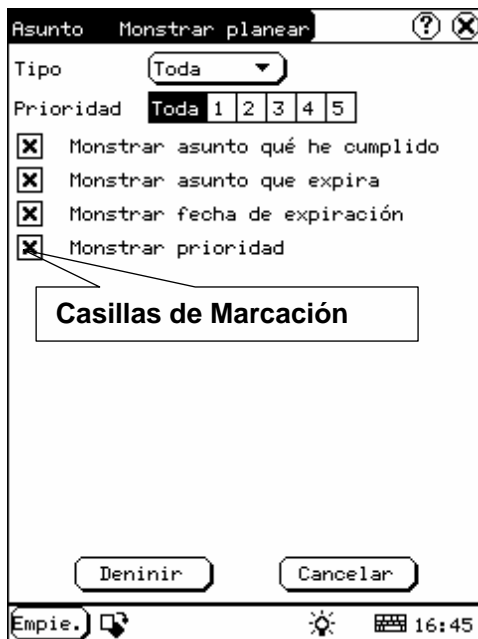 Asunto Monstrar planear ?
Tipo Toda
Prioridad Toda 1 2 3 4 5
Monstrar asunto qué he cumplido
Monstrar asunto que expira
Monstrar fecha de expiración
Monstrar prioridad
Casillas de Marcación
Deninir Cancelar
Empie. 16:45